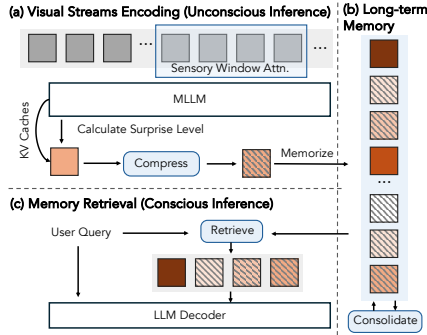 (a) Visual Streams Encoding (Unconscious Inference)
...
...
Sensory Window Attn.
MLLM
KV Caches
Calculate Surprise Level
Compress
Memorize
(b) Long-term
Memory
...
Consolidate
(c) Memory Retrieval (Conscious Inference)
User Query
Retrieve
LLM Decoder